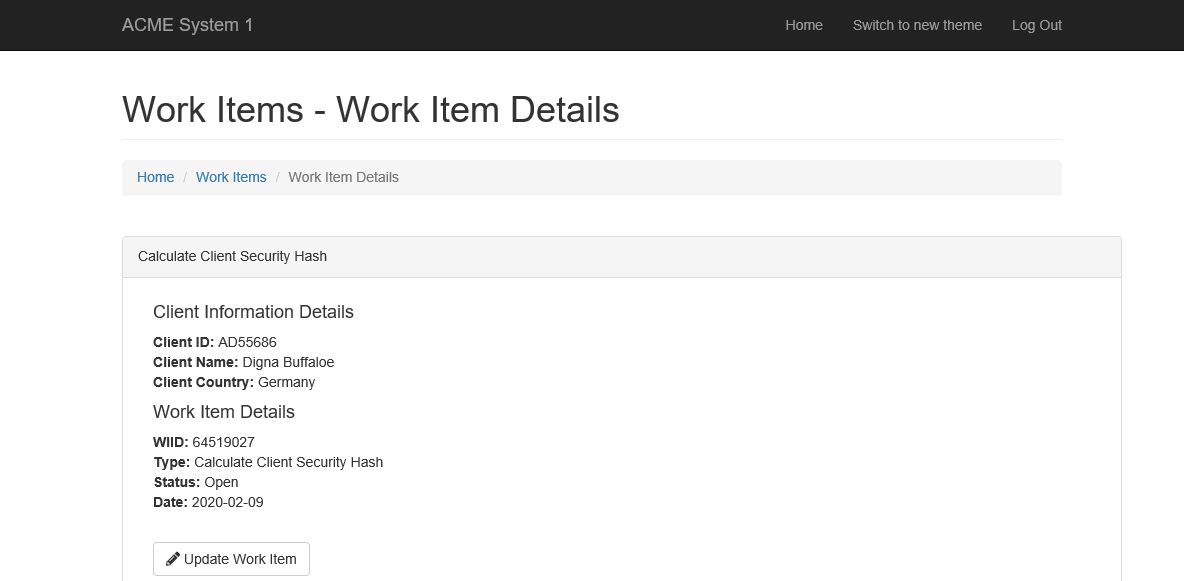 ACME System 1 Home Switch to new theme Log Out
Work Items - Work Item Details
Home / Work Items / Work Item Details
Calculate Client Security Hash
Client Information Details
Client ID: AD55686
Client Name: Digna Buffaloe
Client Country: Germany
Work Item Details
WIID: 64519027
Type: Calculate Client Security Hash
Status: Open
Date: 2020-02-09
Update Work Item